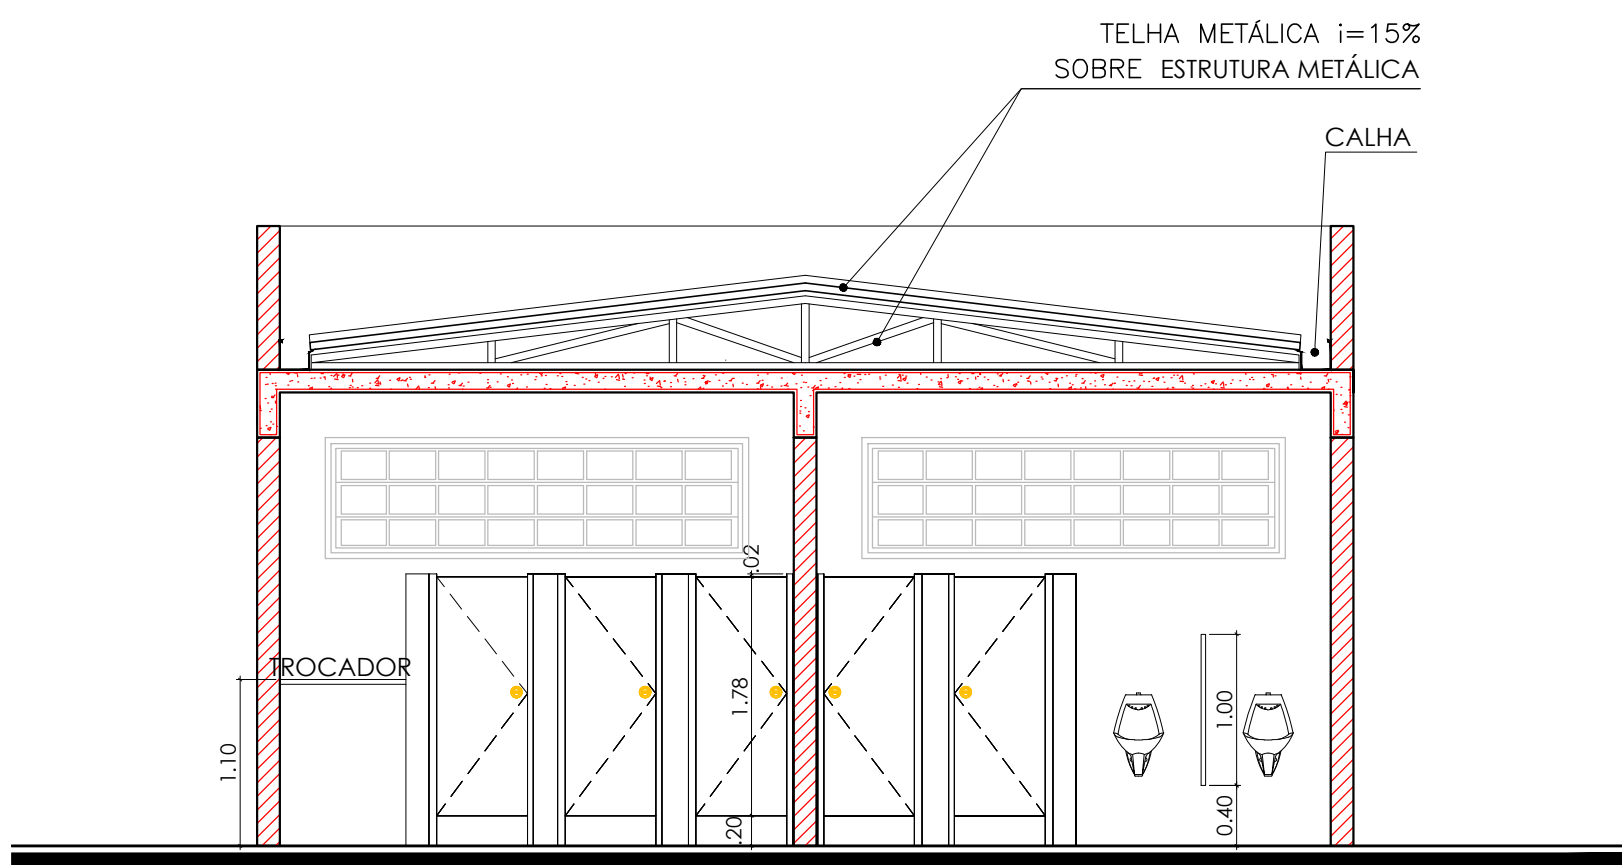 TELHA METÁLICA i=15%
SOBRE ESTRUTURA METÁLICA
CALHA
.02
TROCADOR
1.78
1.00
1.10
.20
0.40